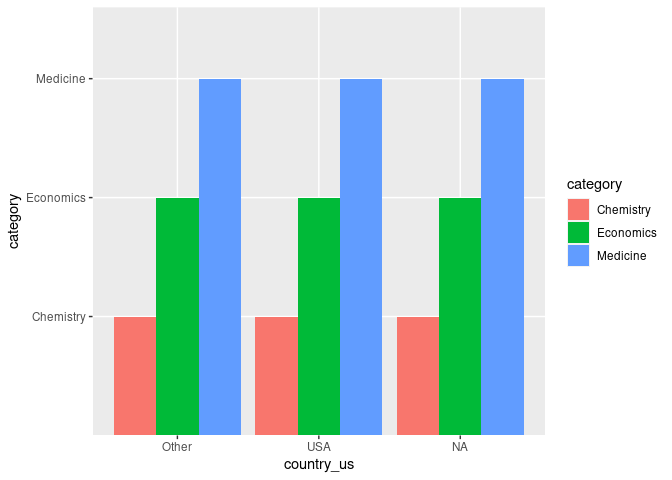 Medicine
Economics
Chemistry
category
Other USA NA
country_us
category
Chemistry
Economics
Medicine